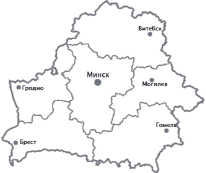 Витебск
Минск
Могилев
Гродно
Гомель
Брест